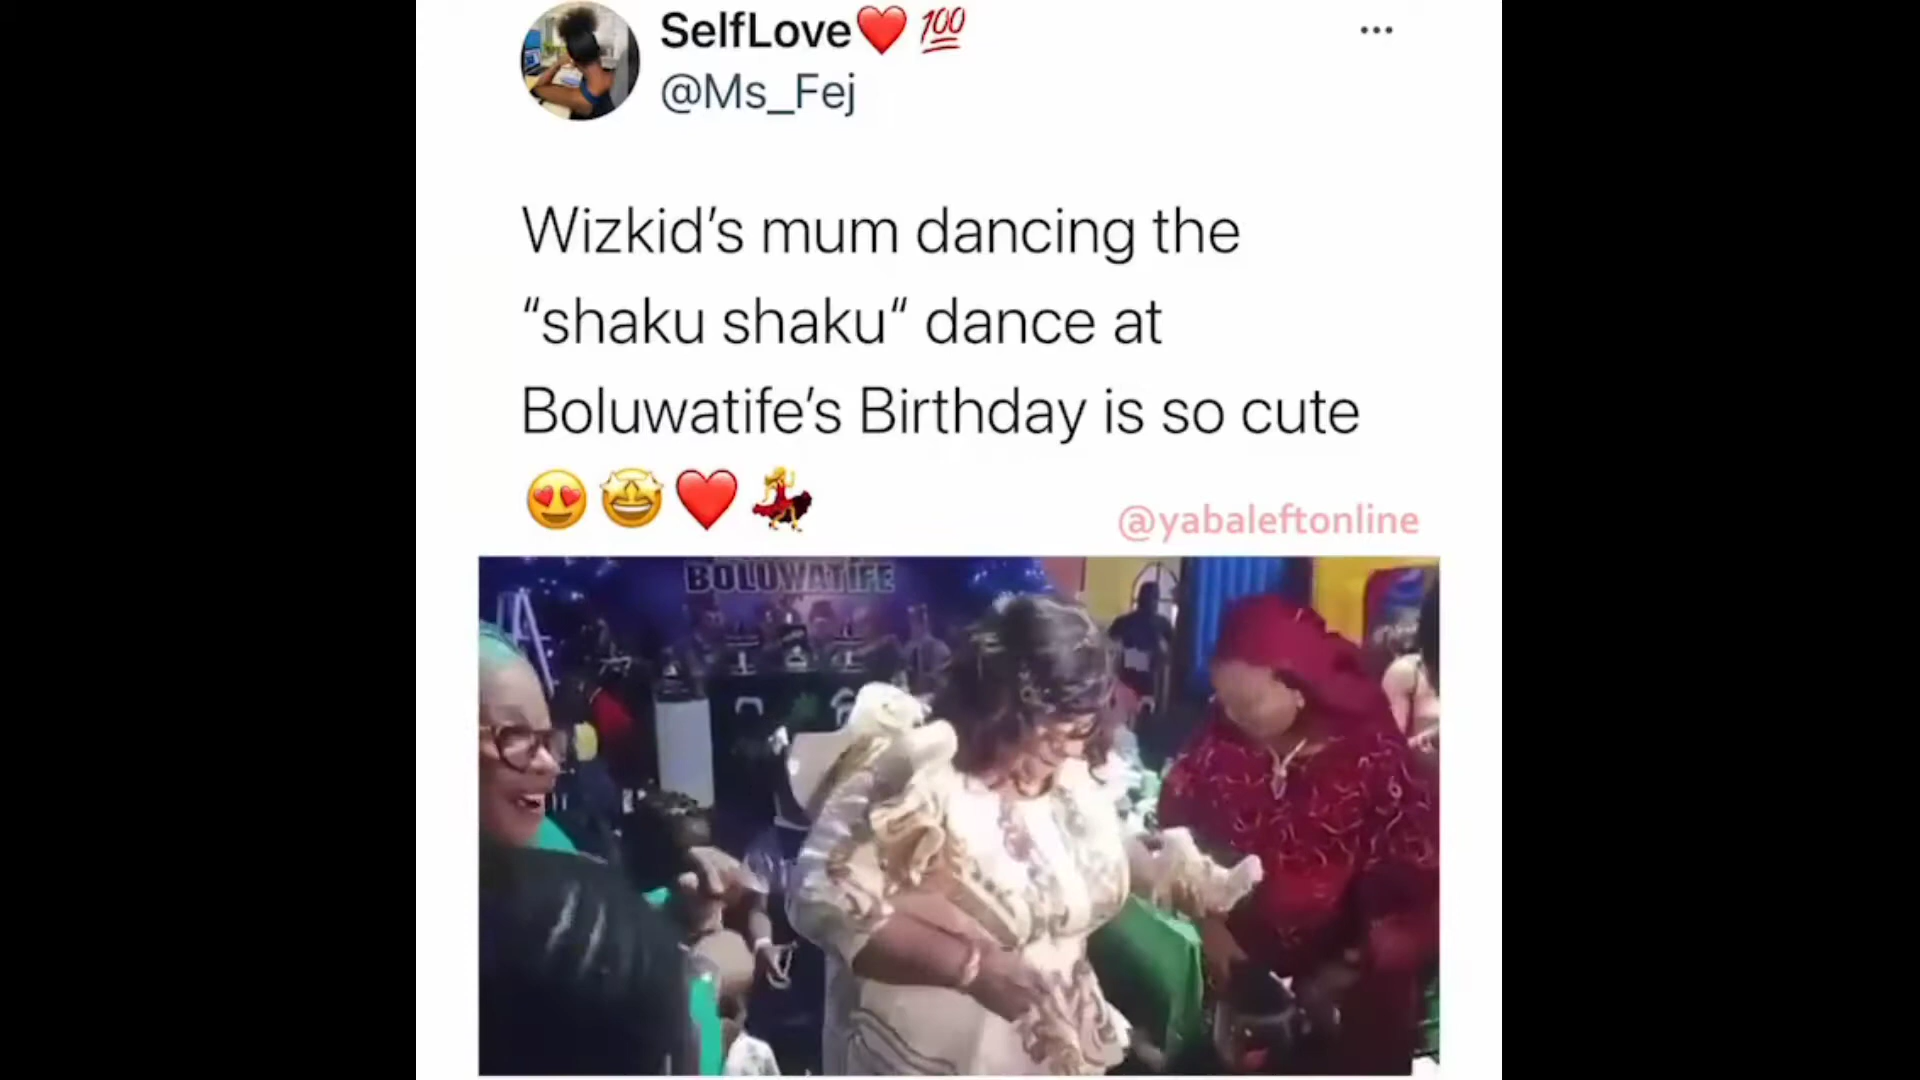 SelfLove❤️ 💯
@Ms_Fej
Wizkid’s mum dancing the
“shaku shaku“ dance at
Boluwatife’s Birthday is so cute
😍🤩❤️💃
@yabaleftonline
BOLUWATIFE